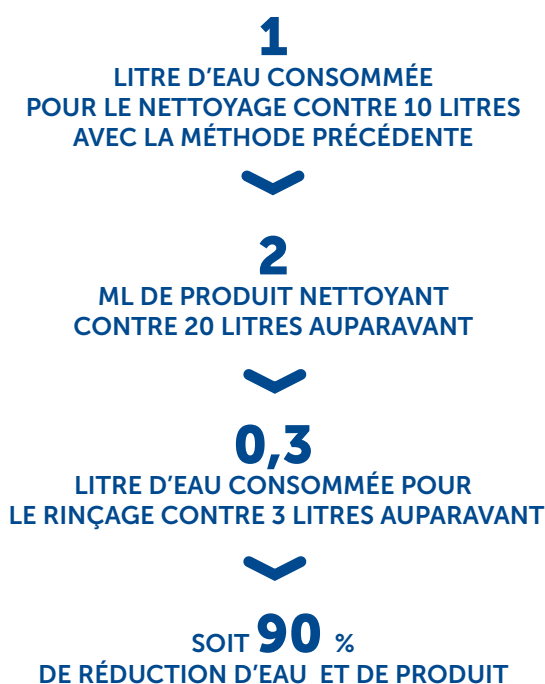 1
LITRE D'EAU CONSOMMÉE
POUR LE NETTOYAGE CONTRE 10 LITRES
AVEC LA MÉTHODE PRÉCÉDENTE
2
ML DE PRODUIT NETTOYANT
CONTRE 20 LITRES AUPARAVANT
0,3
LITRE D'EAU CONSOMMÉE POUR
LE RINÇAGE CONTRE 3 LITRES AUPARAVANT
SOIT 90 %
DE RÉDUCTION D'EAU ET DE PRODUIT